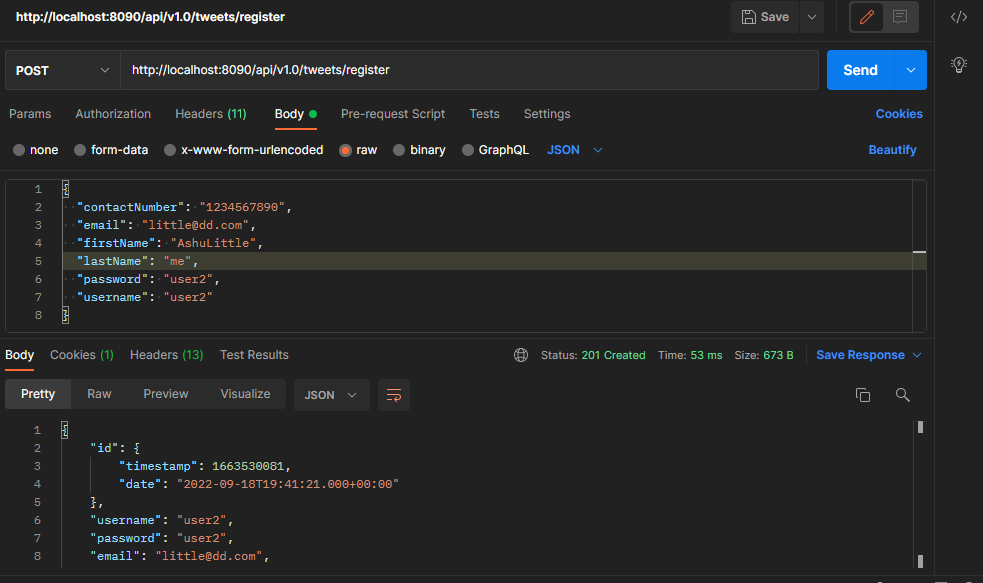 http://localhost:8090/api/v1.0/tweets/register
Save
POST http://localhost:8090/api/v1.0/tweets/register Send
Params Authorization Headers (11) Body Pre-request Script Tests Settings Cookies
none form-data x-www-form-urlencoded raw binary GraphQL JSON Beautify
1 {
2 "contactNumber": "1234567890",
3 "email": "little@dd.com",
4 "firstName": "AshuLittle",
5 "lastName": "me",
6 "password": "user2",
7 "username": "user2"
8 }
Body Cookies (1) Headers (13) Test Results Status: 201 Created Time: 53 ms Size: 673 B Save Response
Pretty Raw Preview Visualize JSON
1 {
2 "id": {
3 "timestamp": 1663530081,
4 "date": "2022-09-18T19:41:21.000+00:00"
5 },
6 "username": "user2",
7 "password": "user2",
8 "email": "little@dd.com",